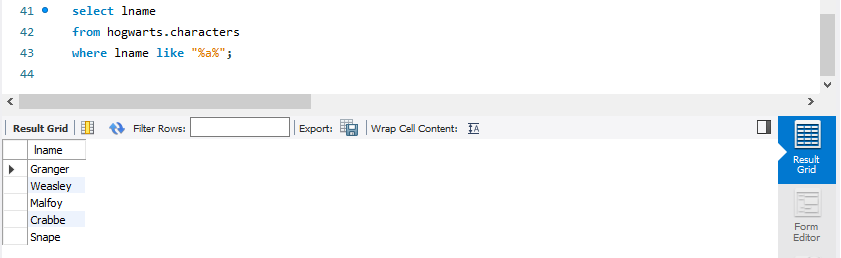 41 select lname
42 from hogwarts.characters
43 where lname like "%a%";
44
Result Grid Filter Rows: Export: Wrap Cell Content: IA
lname
Granger
Weasley
Malfoy
Crabbe
Snape
Result
Grid
Form
Editor